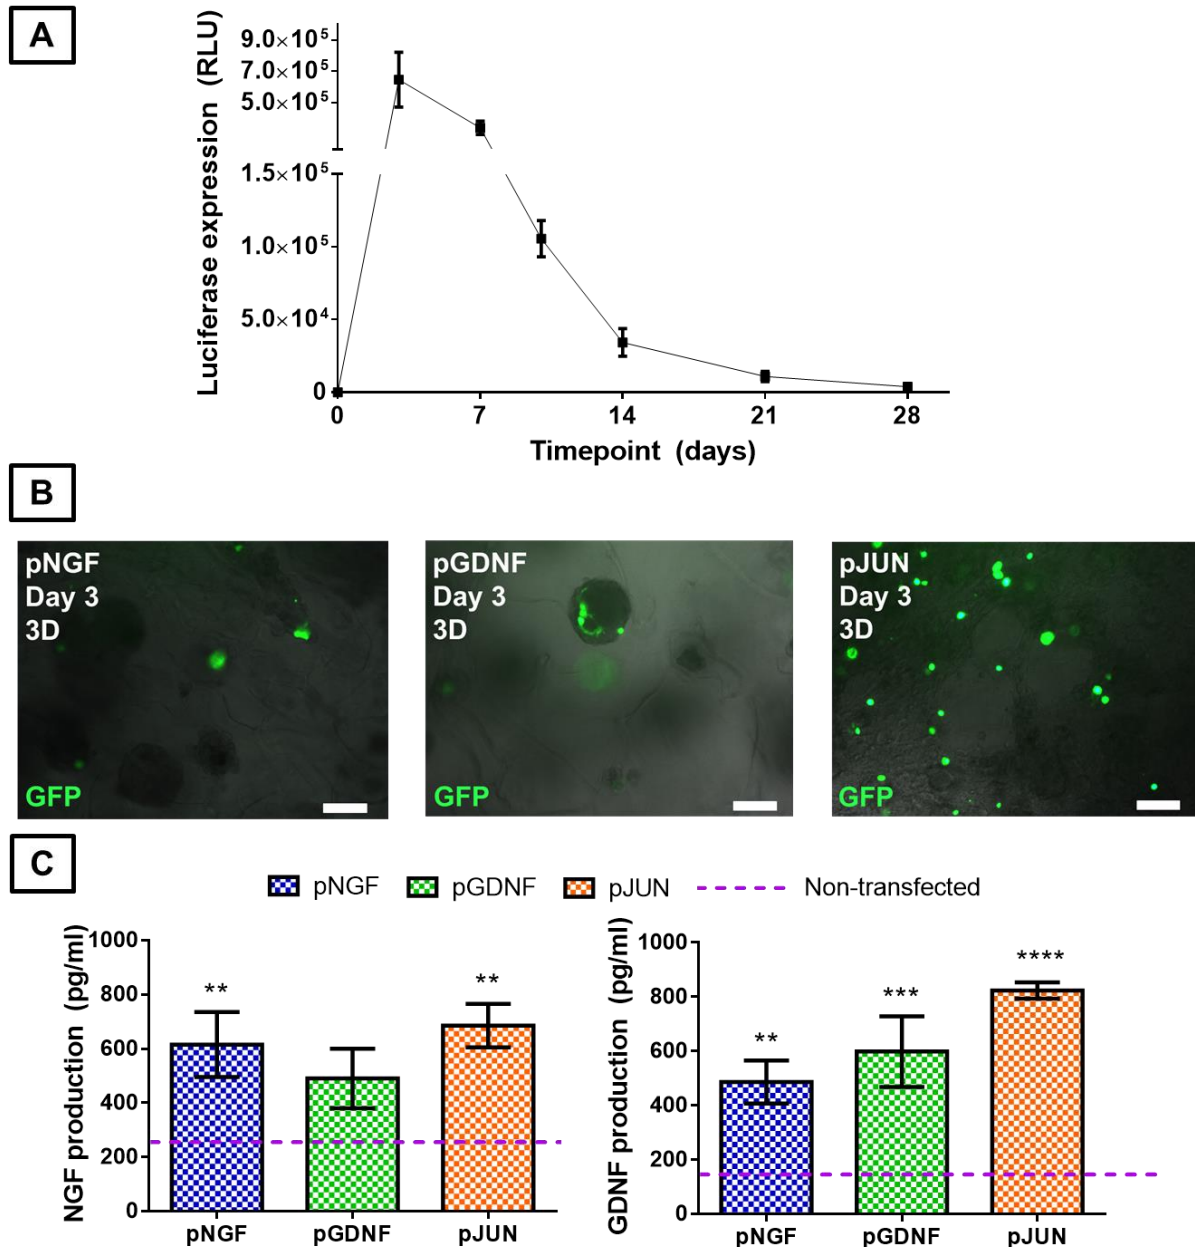 A
Luciferase expression (RLU)
9.0×10⁵
7.0×10⁵
5.0×10⁵
1.5×10⁵
1.0×10⁵
5.0×10⁴
0
0 7 14 21 28
Timepoint (days)
B
pNGF
Day 3
3D
GFP
pGDNF
Day 3
3D
GFP
pJUN
Day 3
3D
GFP
C
pNGF pGDNF pJUN Non-transfected
NGF production (pg/ml)
1000
800
600
400
200
0
** **
pNGF pGDNF pJUN
GDNF production (pg/ml)
1000
800
600
400
200
0
** *** ****
pNGF pGDNF pJUN